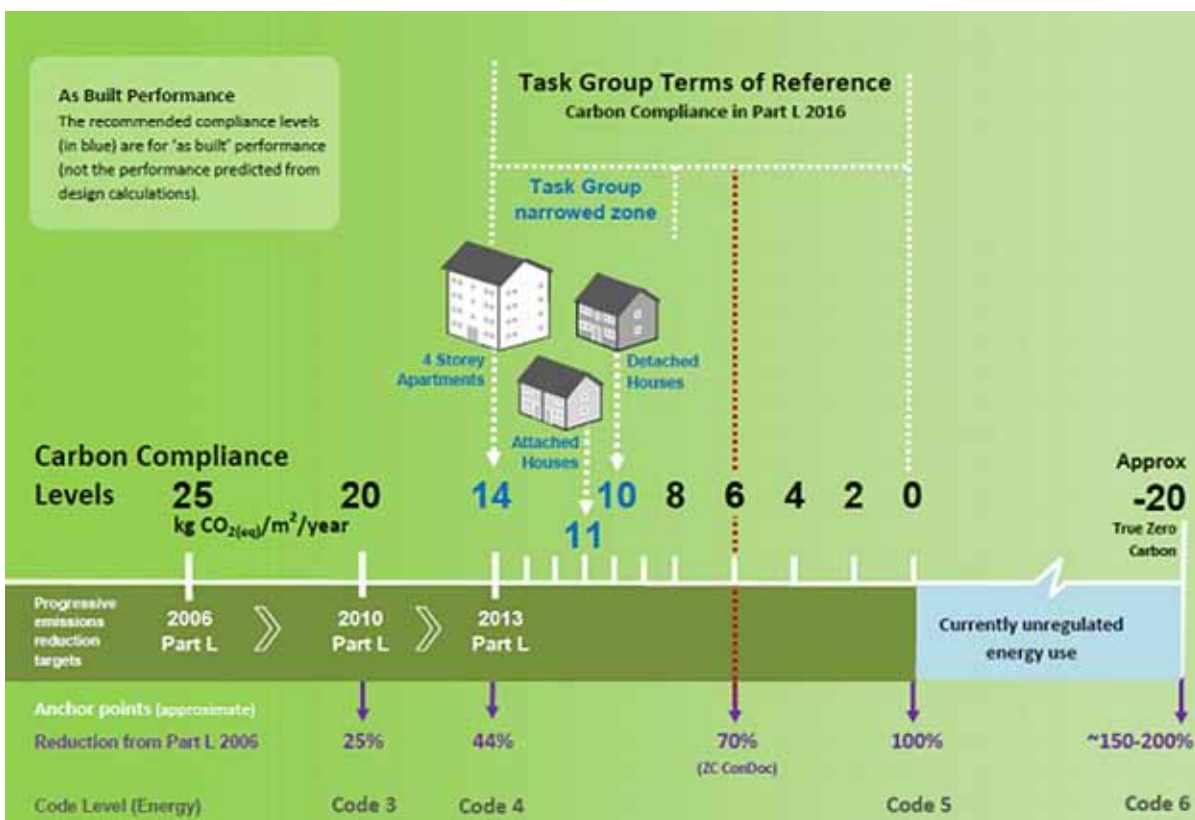 As Built Performance
The recommended compliance levels
(in blue) are for 'as built' performance
(not the performance predicted from
design calculations).
Task Group Terms of Reference
Carbon Compliance in Part L 2016
Task Group
narrowed zone
4 Storey
Apartments
Detached
Houses
Attached
Houses
Carbon Compliance
Levels
25
kg CO2(eq)/m²/year
20
14
11
10
8
6
4
2
0
Approx
-20
True Zero
Carbon
Progressive
emissions
reduction
targets
2006
Part L
2010
Part L
2013
Part L
Currently unregulated
energy use
Anchor points (approximate)
Reduction from Part L 2006
25%
44%
70%
(ZC ConDoc)
100%
~150-200%
Code Level (Energy)
Code 3
Code 4
Code 5
Code 6